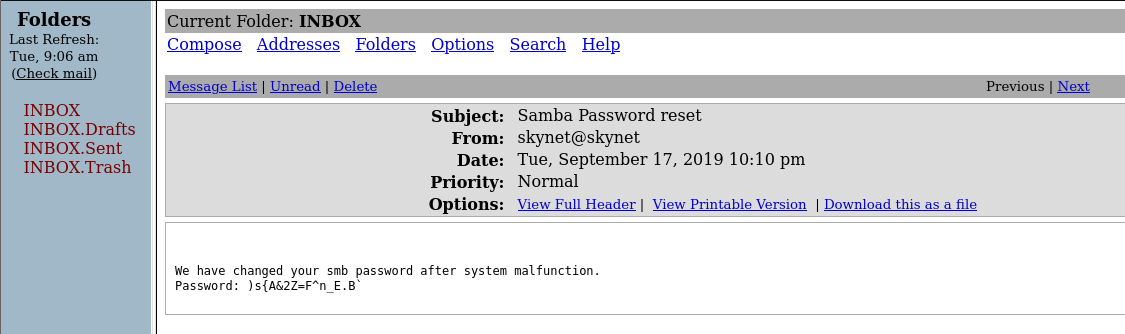 Folders
Last Refresh:
Tue, 9:06 am
(Check mail)
INBOX
INBOX.Drafts
INBOX.Sent
INBOX.Trash
Current Folder: INBOX
Compose Addresses Folders Options Search Help
Message List | Unread | Delete Previous | Next
Subject: Samba Password reset
From: skynet@skynet
Date: Tue, September 17, 2019 10:10 pm
Priority: Normal
Options: View Full Header | View Printable Version | Download this as a file
We have changed your smb password after system malfunction.
Password: )s{A&2Z=F^n_E.B`